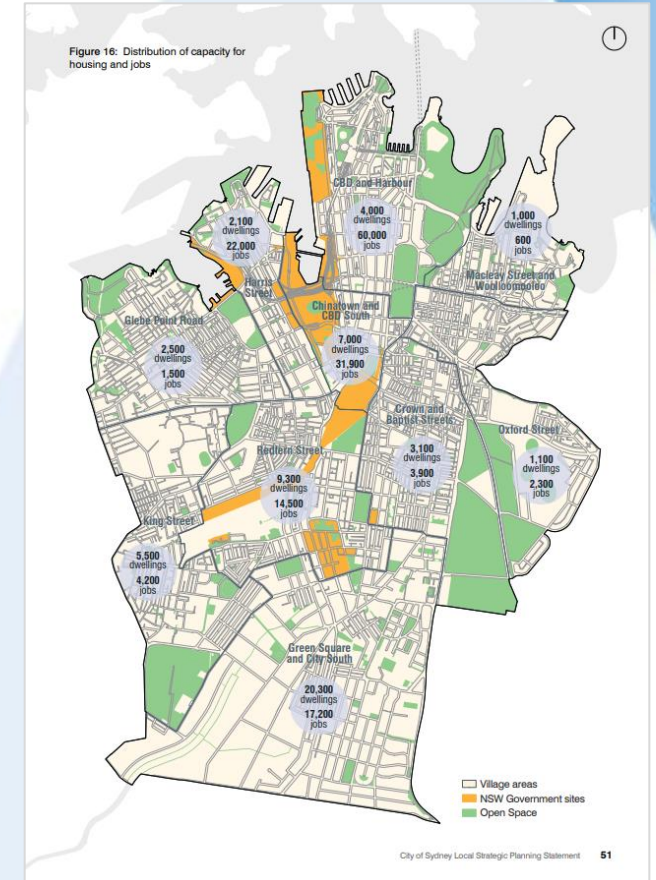 Figure 16: Distribution of capacity for
housing and jobs
CBD and Harbour
4,000
dwellings
60,000
jobs
2,100
dwellings
22,000
jobs
Harris
Street
1,000
dwellings
600
jobs
Macleay Street and
Woolloomooloo
Chinatown and
CBD South
7,000
dwellings
31,900
jobs
Glebe Point Road
2,500
dwellings
1,500
jobs
Crown and
Baptist Streets
3,100
dwellings
3,900
jobs
Oxford Street
1,100
dwellings
2,300
jobs
Redfern Street
9,300
dwellings
14,500
jobs
King Street
5,500
dwellings
4,200
jobs
Green Square
and City South
20,300
dwellings
17,200
jobs
Village areas
NSW Government sites
Open Space
City of Sydney Local Strategic Planning Statement 51